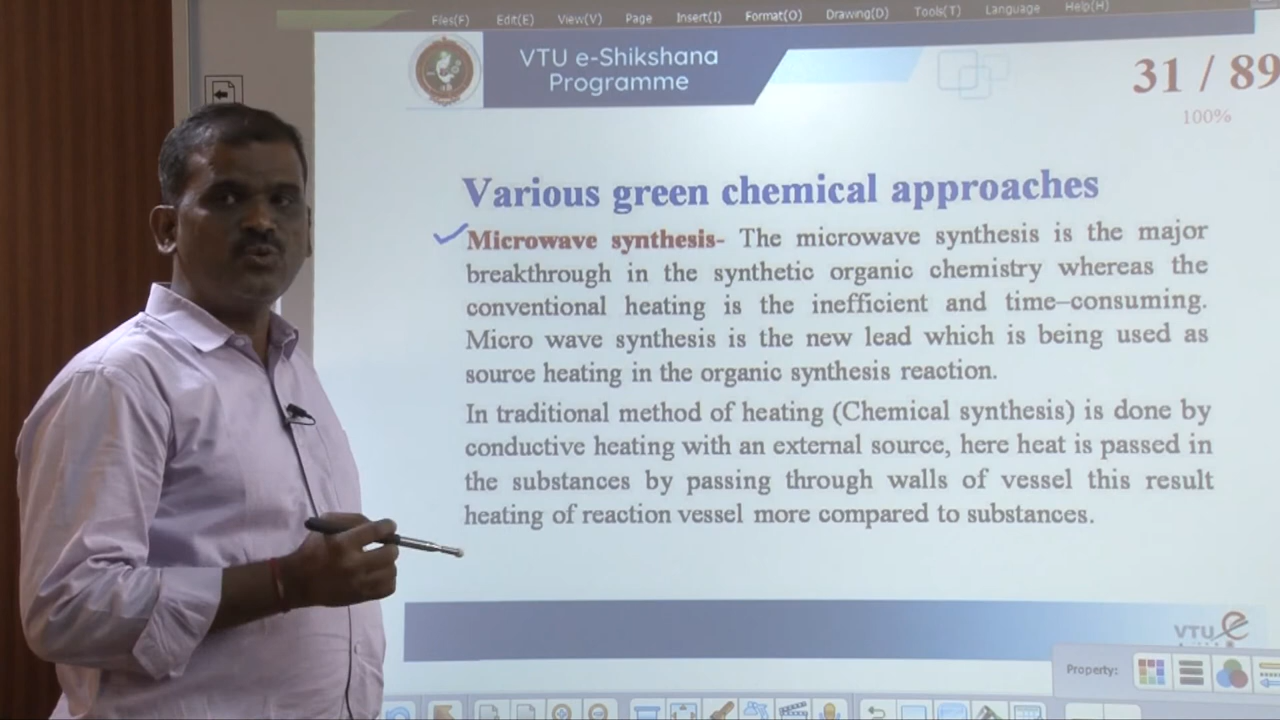 Files(F) Edit(E) View(V) Page Insert(I) Format(O) Drawing(D) Tools(T) Language Help(H)
VTU e-Shikshana
Programme
31 / 89
100%
Various green chemical approaches
Microwave synthesis- The microwave synthesis is the major
breakthrough in the synthetic organic chemistry whereas the
conventional heating is the inefficient and time–consuming.
Micro wave synthesis is the new lead which is being used as
source heating in the organic synthesis reaction.
In traditional method of heating (Chemical synthesis) is done by
conductive heating with an external source, here heat is passed in
the substances by passing through walls of vessel this result
heating of reaction vessel more compared to substances.
VTU e
Property: